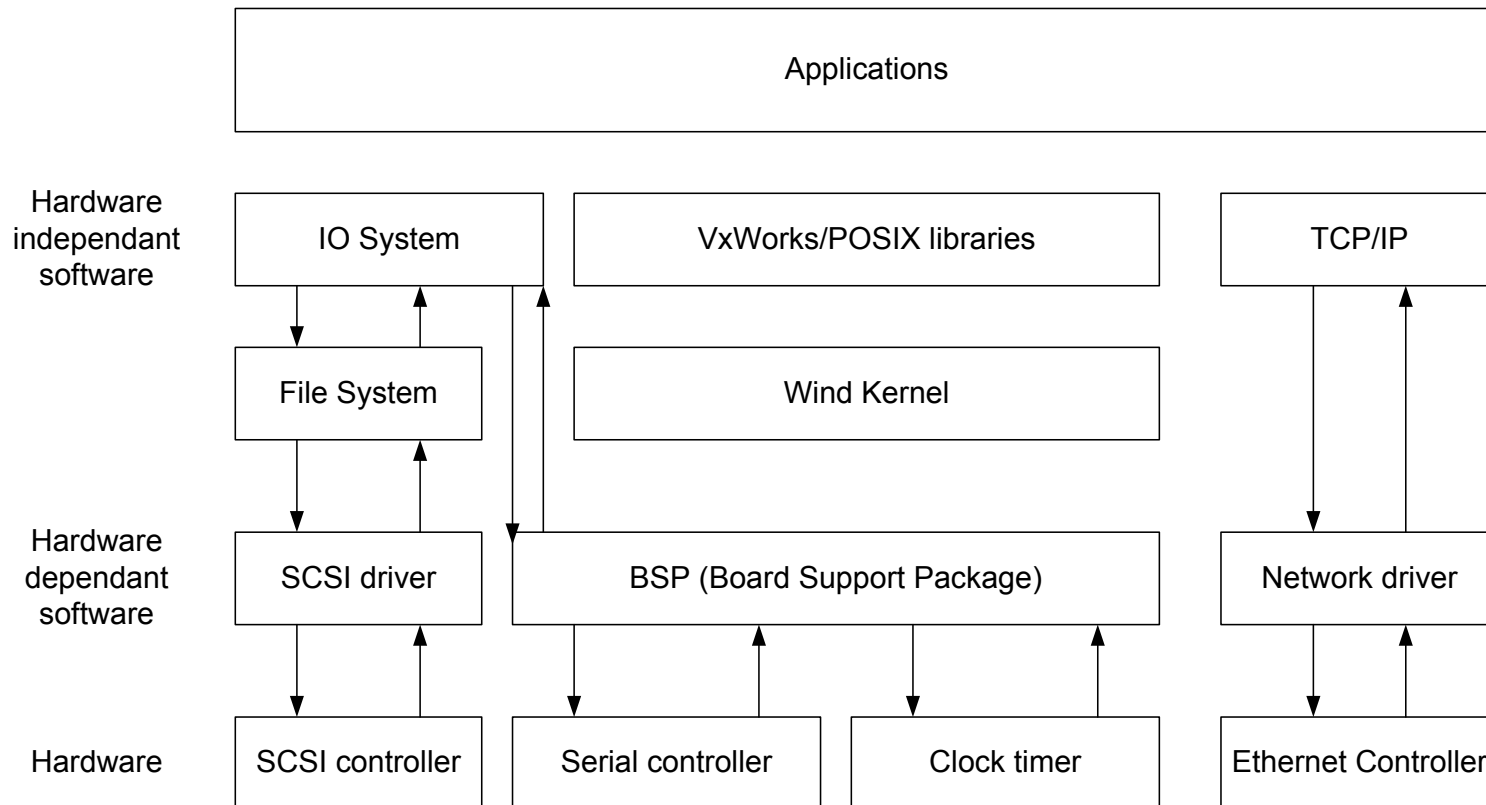 Applications
Hardware
independant
software
IO System
VxWorks/POSIX libraries
TCP/IP
File System
Wind Kernel
Hardware
dependant
software
SCSI driver
BSP (Board Support Package)
Network driver
Hardware
SCSI controller
Serial controller
Clock timer
Ethernet Controller